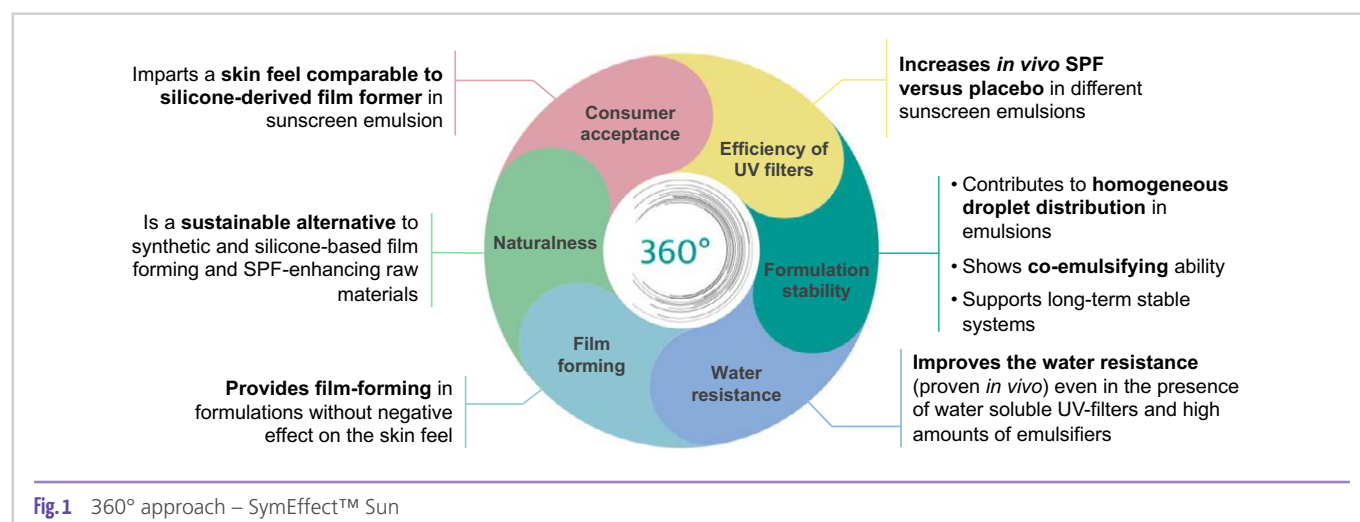 Imparts a skin feel comparable to
silicone-derived film former in
sunscreen emulsion
Consumer
acceptance
Increases in vivo SPF
versus placebo in different
sunscreen emulsions
Efficiency of
UV filters
Is a sustainable alternative to
synthetic and silicone-based film
forming and SPF-enhancing raw
materials
Naturalness
360°
Formulation
stability
• Contributes to homogeneous
droplet distribution in
emulsions
• Shows co-emulsifying ability
• Supports long-term stable
systems
Provides film-forming in
formulations without negative
effect on the skin feel
Film
forming
Water
resistance
Improves the water resistance
(proven in vivo) even in the presence
of water soluble UV-filters and high
amounts of emulsifiers
Fig.1 360° approach – SymEffect™ Sun